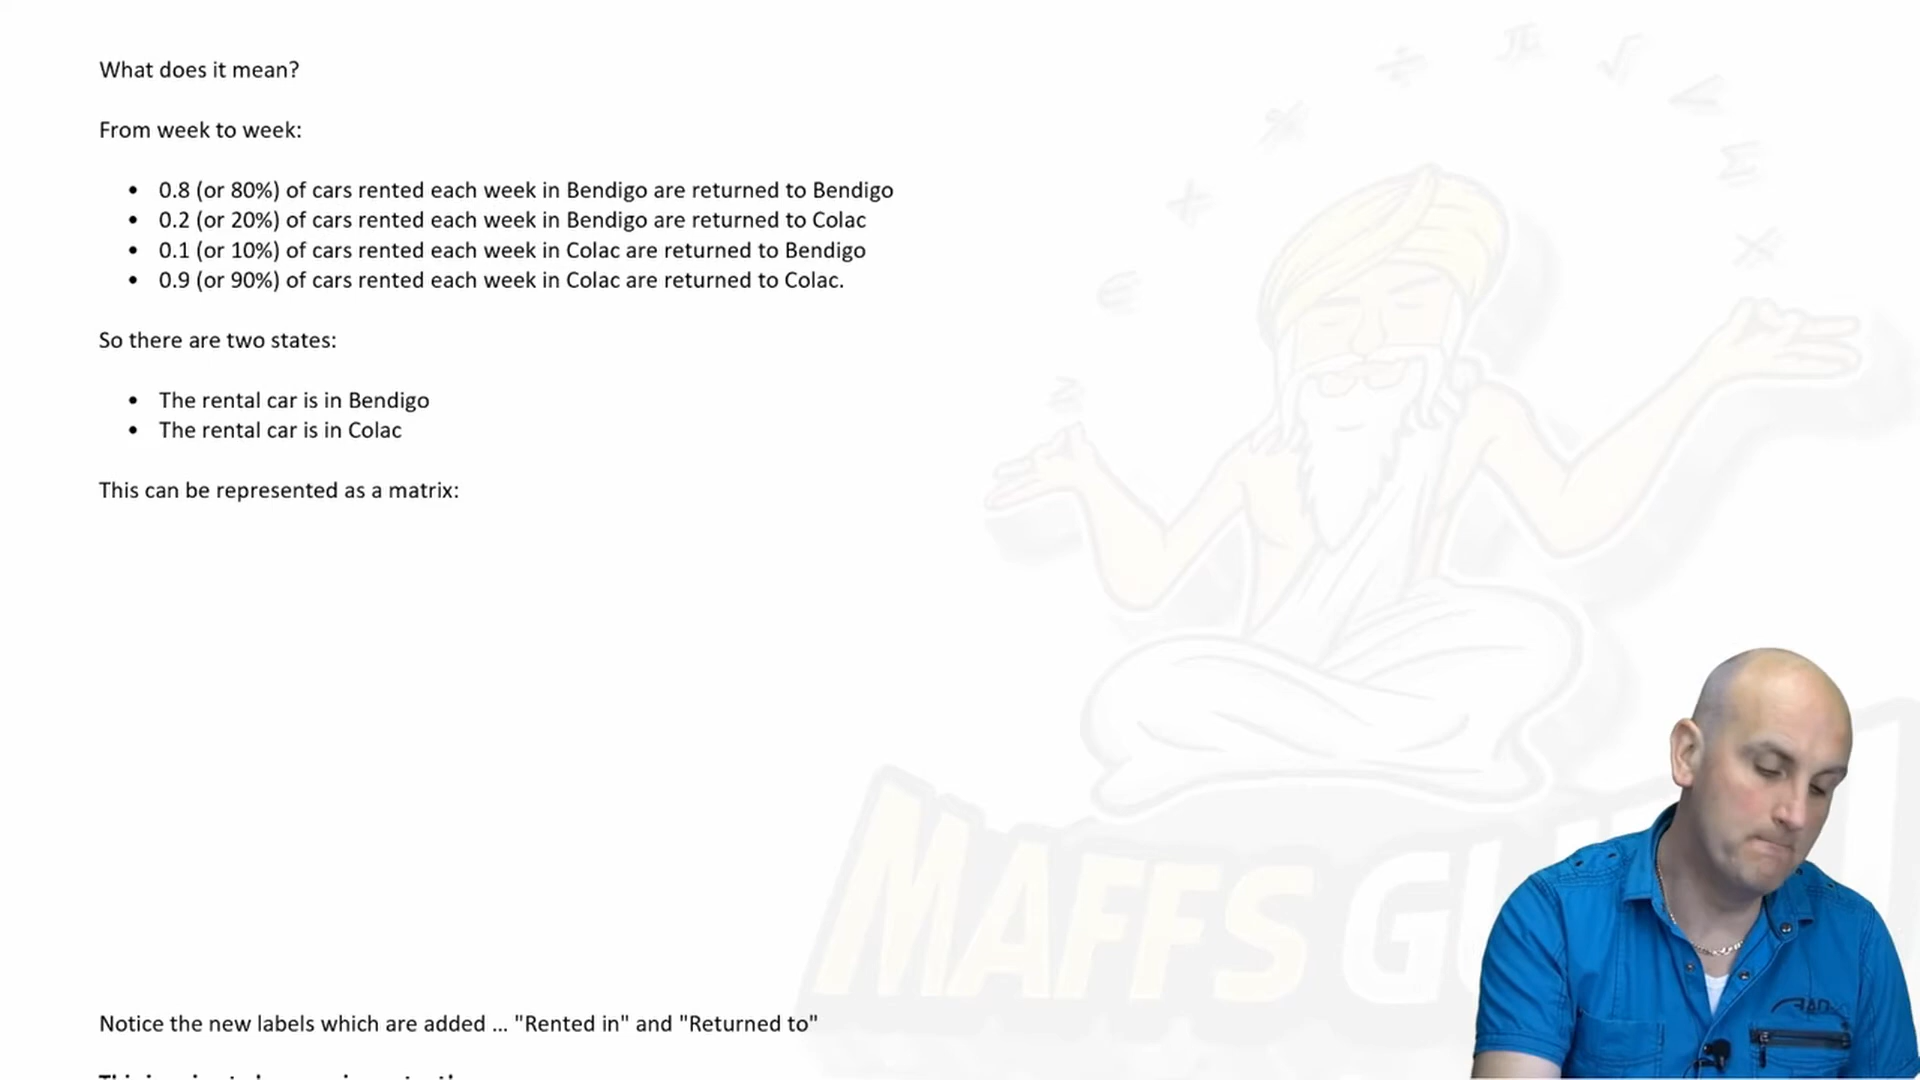 What does it mean?
From week to week:
• 0.8 (or 80%) of cars rented each week in Bendigo are returned to Bendigo
• 0.2 (or 20%) of cars rented each week in Bendigo are returned to Colac
• 0.1 (or 10%) of cars rented each week in Colac are returned to Bendigo
• 0.9 (or 90%) of cars rented each week in Colac are returned to Colac.
So there are two states:
• The rental car is in Bendigo
• The rental car is in Colac
This can be represented as a matrix:
MAFFS
Notice the new labels which are added ... "Rented in" and "Returned to"